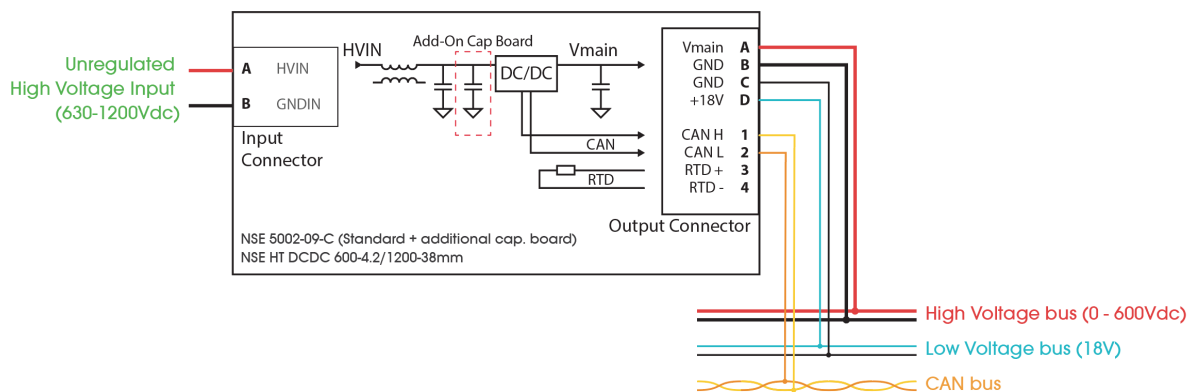 Unregulated
High Voltage Input
(630-1200Vdc)
A HVIN
B GNDIN
Input
Connector
HVIN
Add-On Cap Board
DC/DC
Vmain
CAN
RTD
Vmain A
GND B
GND C
+18V D
CAN H 1
CAN L 2
RTD + 3
RTD - 4
Output Connector
NSE 5002-09-C (Standard + additional cap. board)
NSE HT DCDC 600-4.2/1200-38mm
High Voltage bus (0 - 600Vdc)
Low Voltage bus (18V)
CAN bus